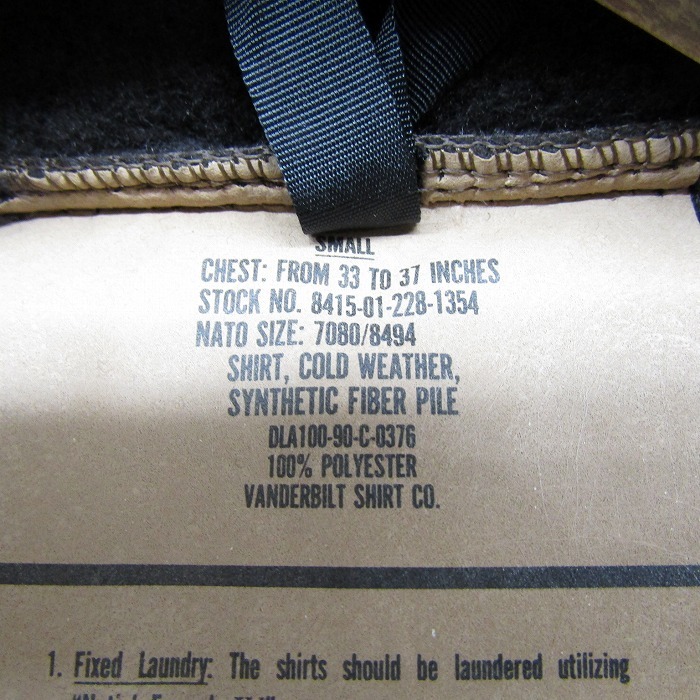 SMALL
CHEST: FROM 33 TO 37 INCHES
STOCK NO. 8415-01-228-1354
NATO SIZE: 7080/8494
SHIRT, COLD WEATHER,
SYNTHETIC FIBER PILE
DLA100-90-C-0376
100% POLYESTER
VANDERBILT SHIRT CO.
1. Fixed Laundry: The shirts should be laundered utilizing